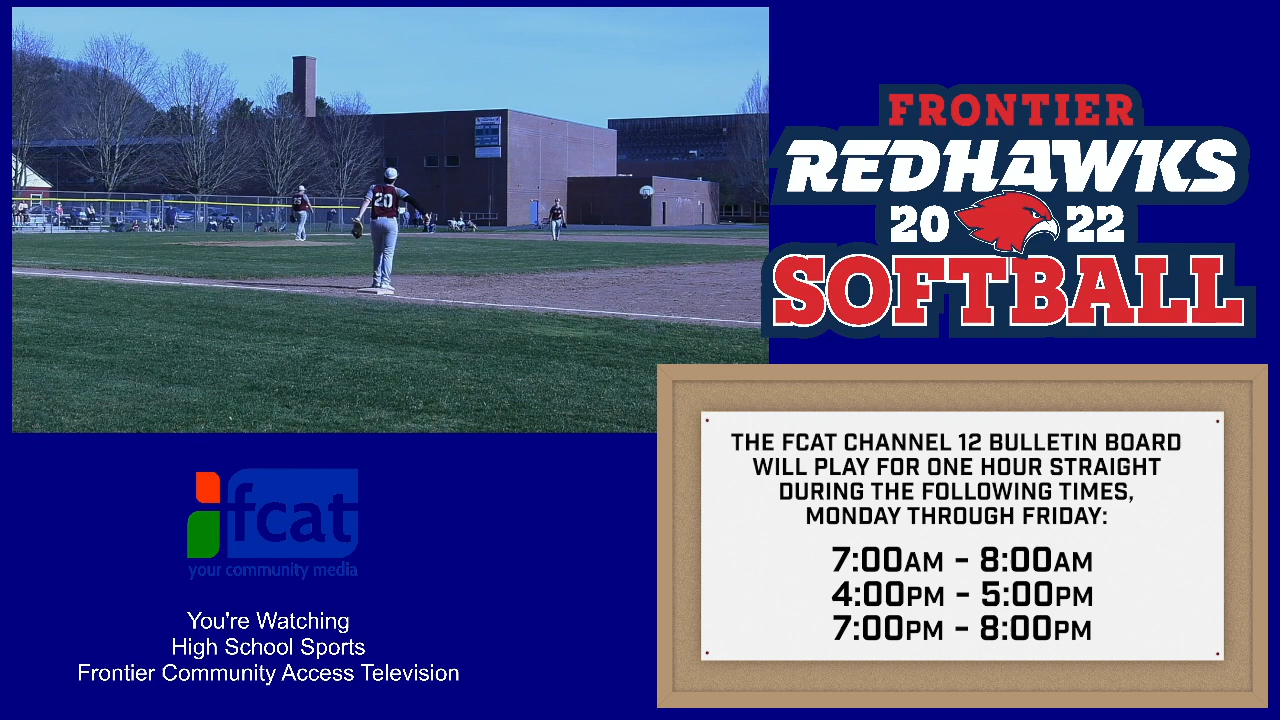 25
20
FRONTIER
REDHAWKS
20 22
SOFTBALL
THE FCAT CHANNEL 12 BULLETIN BOARD
WILL PLAY FOR ONE HOUR STRAIGHT
DURING THE FOLLOWING TIMES,
MONDAY THROUGH FRIDAY:
7:00AM - 8:00AM
4:00PM - 5:00PM
7:00PM - 8:00PM
fcat
your community media
You're Watching
High School Sports
Frontier Community Access Television